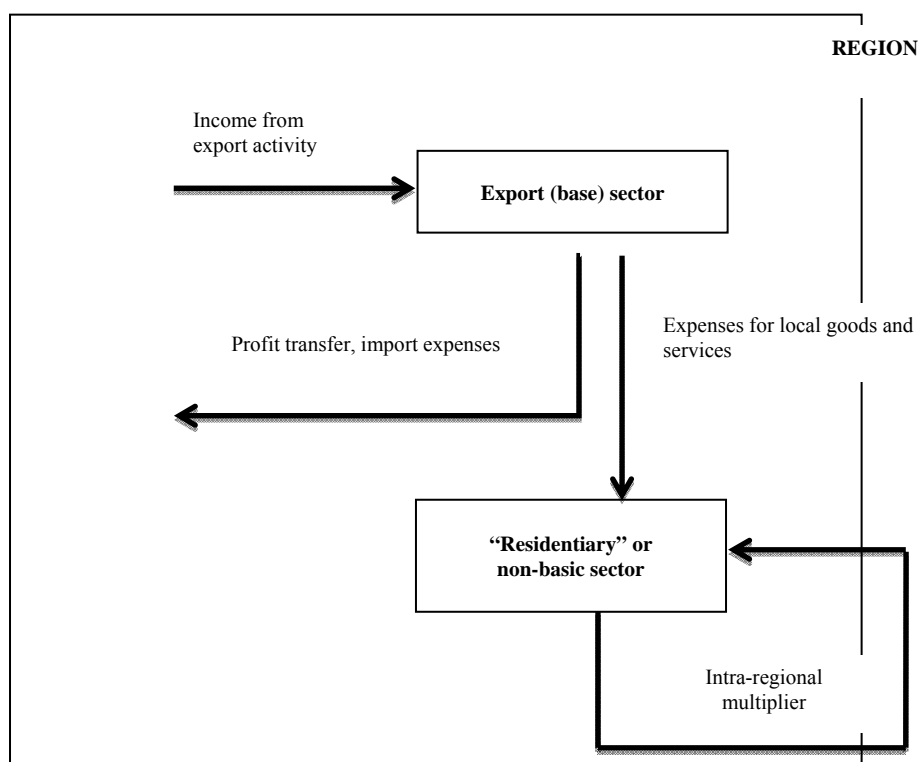 REGION
Income from
export activity
Export (base) sector
Profit transfer, import expenses
Expenses for local goods and
services
“Residentiary” or
non-basic sector
Intra-regional
multiplier